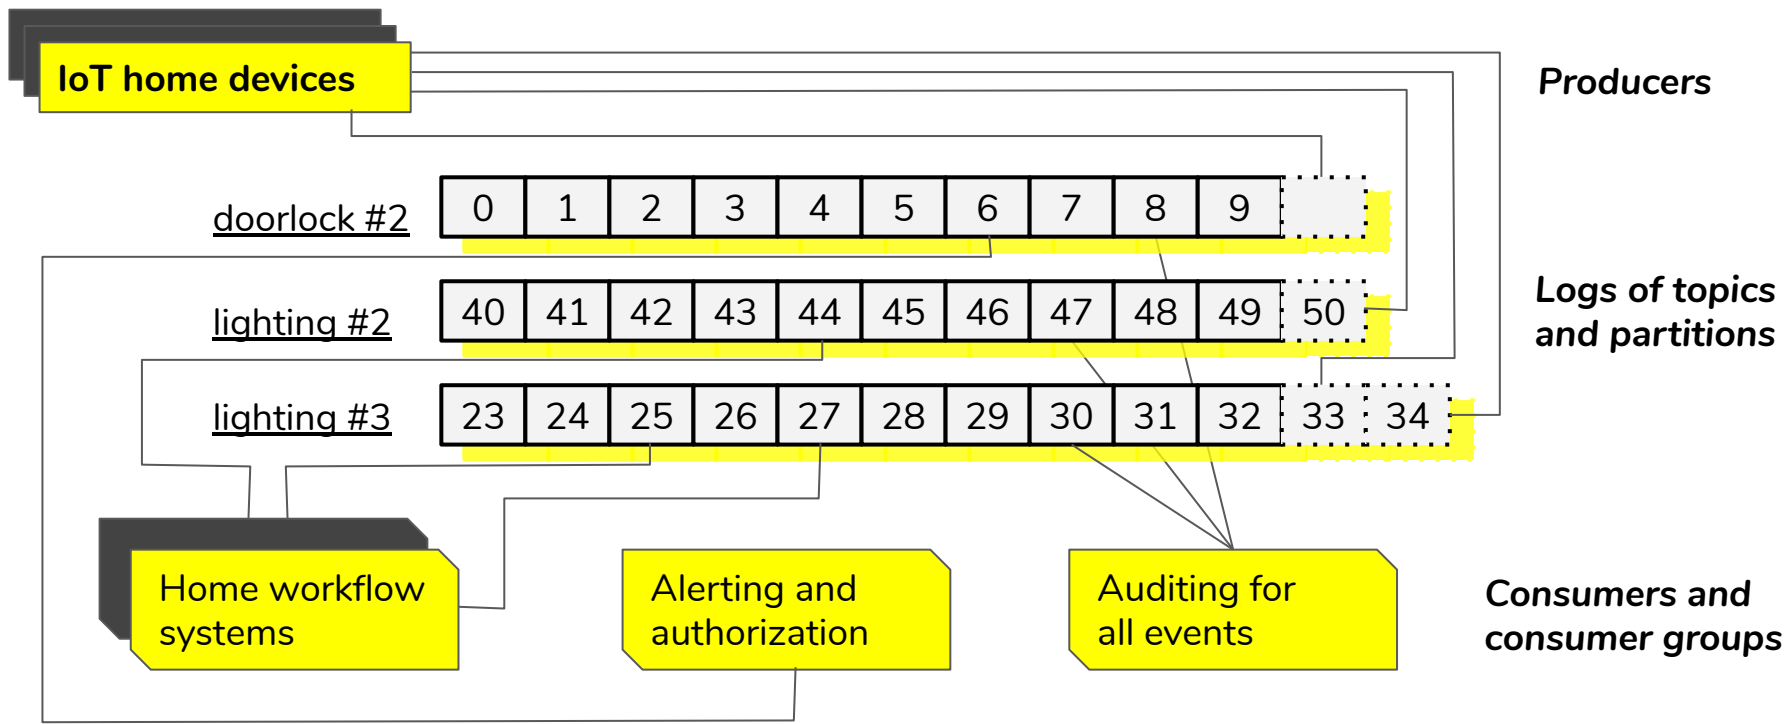 IoT home devices
Producers
doorlock #2
0 1 2 3 4 5 6 7 8 9
lighting #2
40 41 42 43 44 45 46 47 48 49 50
Logs of topics
and partitions
lighting #3
23 24 25 26 27 28 29 30 31 32 33 34
Home workflow
systems
Alerting and
authorization
Auditing for
all events
Consumers and
consumer groups